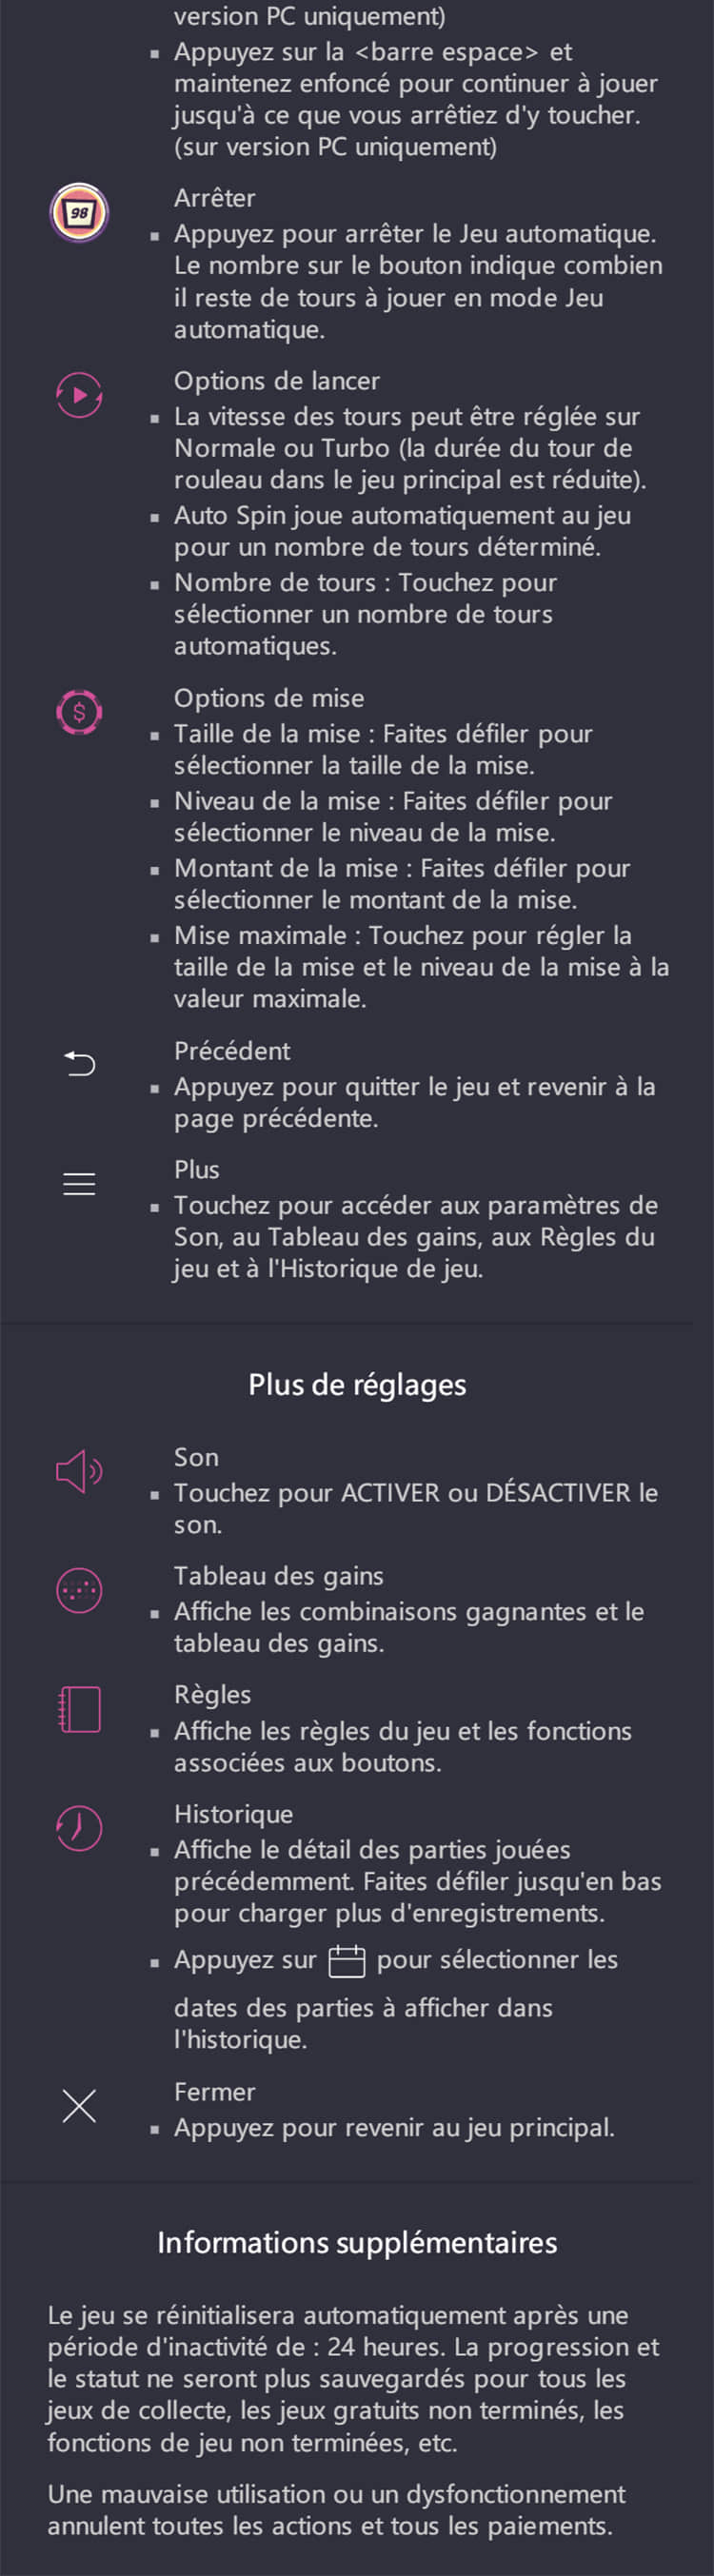 version PC uniquement)
▪ Appuyez sur la <barre espace> et
maintenez enfoncé pour continuer à jouer
jusqu'à ce que vous arrêtiez d'y toucher.
(sur version PC uniquement)
98
Arrêter
▪ Appuyez pour arrêter le Jeu automatique.
Le nombre sur le bouton indique combien
il reste de tours à jouer en mode Jeu
automatique.
Options de lancer
▪ La vitesse des tours peut être réglée sur
Normale ou Turbo (la durée du tour de
rouleau dans le jeu principal est réduite).
▪ Auto Spin joue automatiquement au jeu
pour un nombre de tours déterminé.
▪ Nombre de tours : Touchez pour
sélectionner un nombre de tours
automatiques.
$
Options de mise
▪ Taille de la mise : Faites défiler pour
sélectionner la taille de la mise.
▪ Niveau de la mise : Faites défiler pour
sélectionner le niveau de la mise.
▪ Montant de la mise : Faites défiler pour
sélectionner le montant de la mise.
▪ Mise maximale : Touchez pour régler la
taille de la mise et le niveau de la mise à la
valeur maximale.
Précédent
▪ Appuyez pour quitter le jeu et revenir à la
page précédente.
Plus
▪ Touchez pour accéder aux paramètres de
Son, au Tableau des gains, aux Règles du
jeu et à l'Historique de jeu.
Plus de réglages
Son
▪ Touchez pour ACTIVER ou DÉSACTIVER le
son.
Tableau des gains
▪ Affiche les combinaisons gagnantes et le
tableau des gains.
Règles
▪ Affiche les règles du jeu et les fonctions
associées aux boutons.
Historique
▪ Affiche le détail des parties jouées
précédemment. Faites défiler jusqu'en bas
pour charger plus d'enregistrements.
▪ Appuyez sur pour sélectionner les
dates des parties à afficher dans
l'historique.
Fermer
▪ Appuyez pour revenir au jeu principal.
Informations supplémentaires
Le jeu se réinitialisera automatiquement après une
période d'inactivité de : 24 heures. La progression et
le statut ne seront plus sauvegardés pour tous les
jeux de collecte, les jeux gratuits non terminés, les
fonctions de jeu non terminées, etc.
Une mauvaise utilisation ou un dysfonctionnement
annulent toutes les actions et tous les paiements.